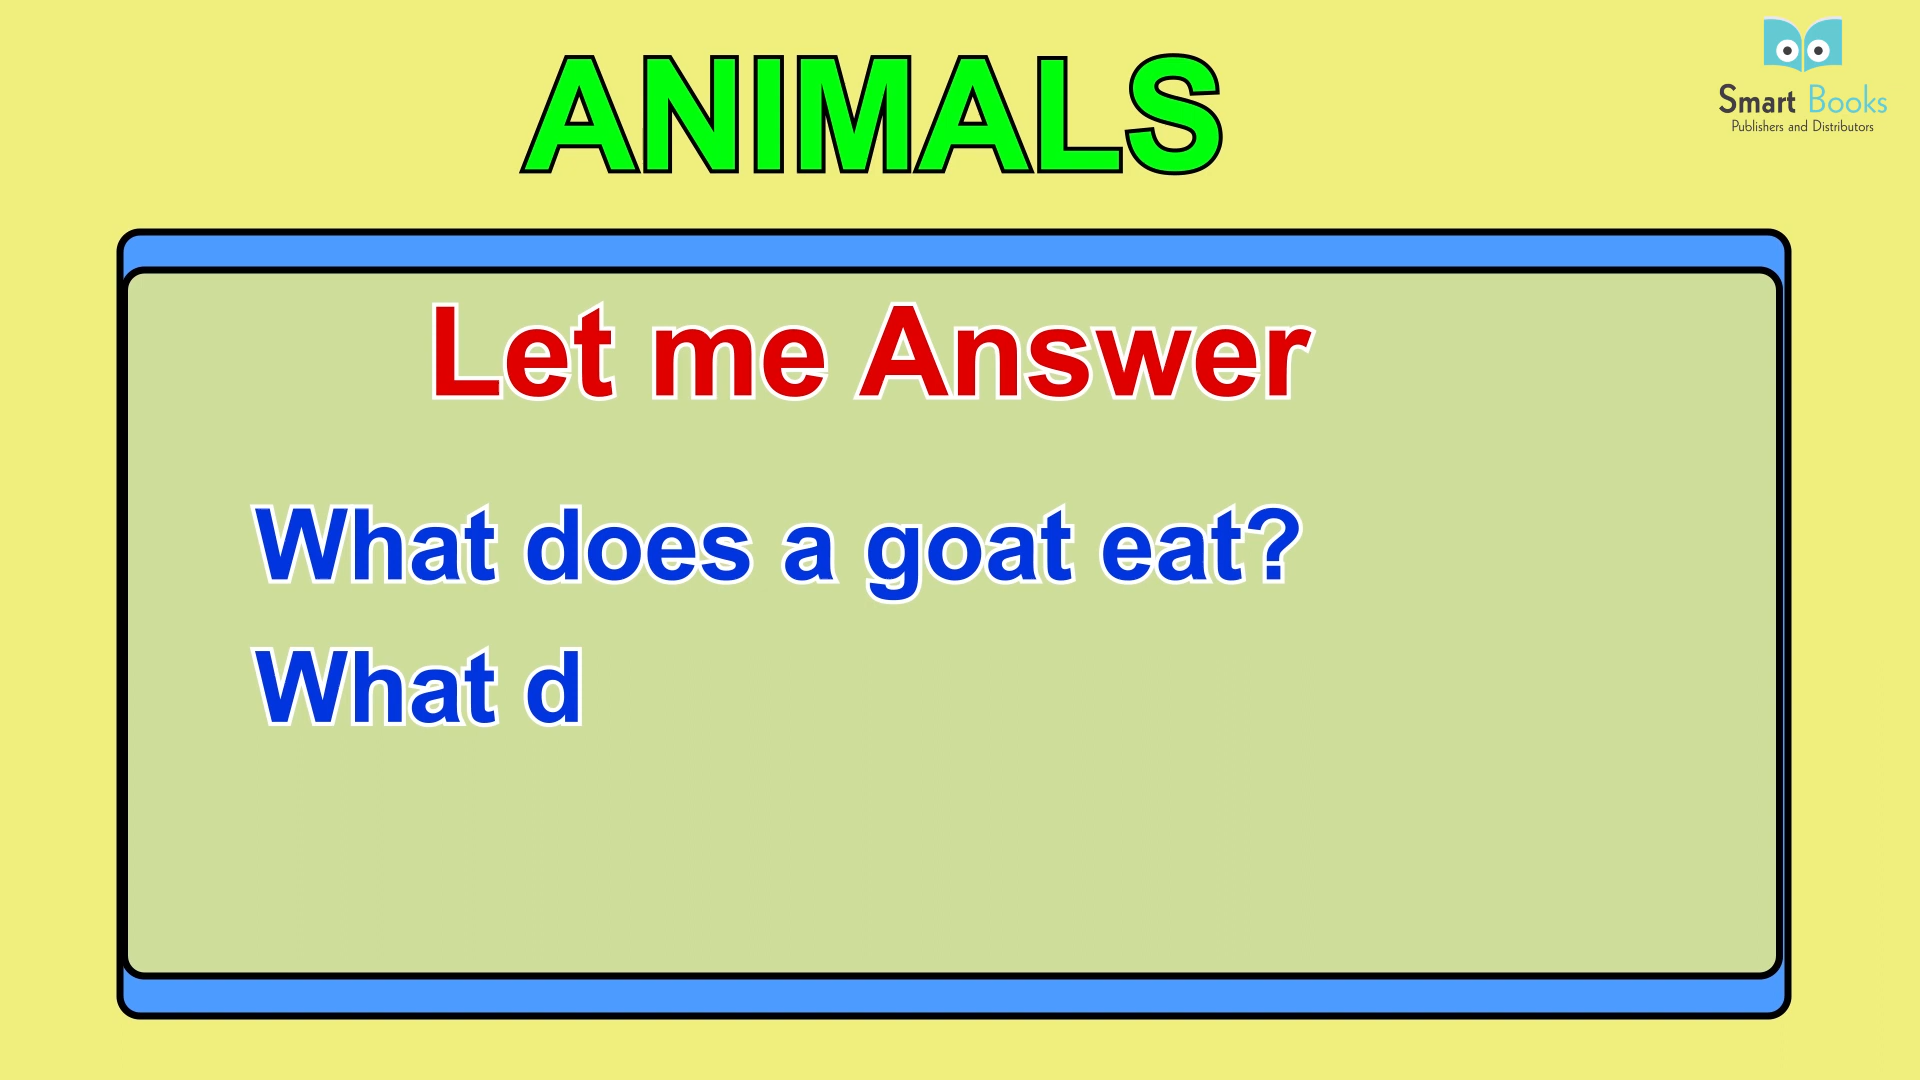 ANIMALS
Smart Books
Publishers and Distributors
Let me Answer
What does a goat eat?
What d